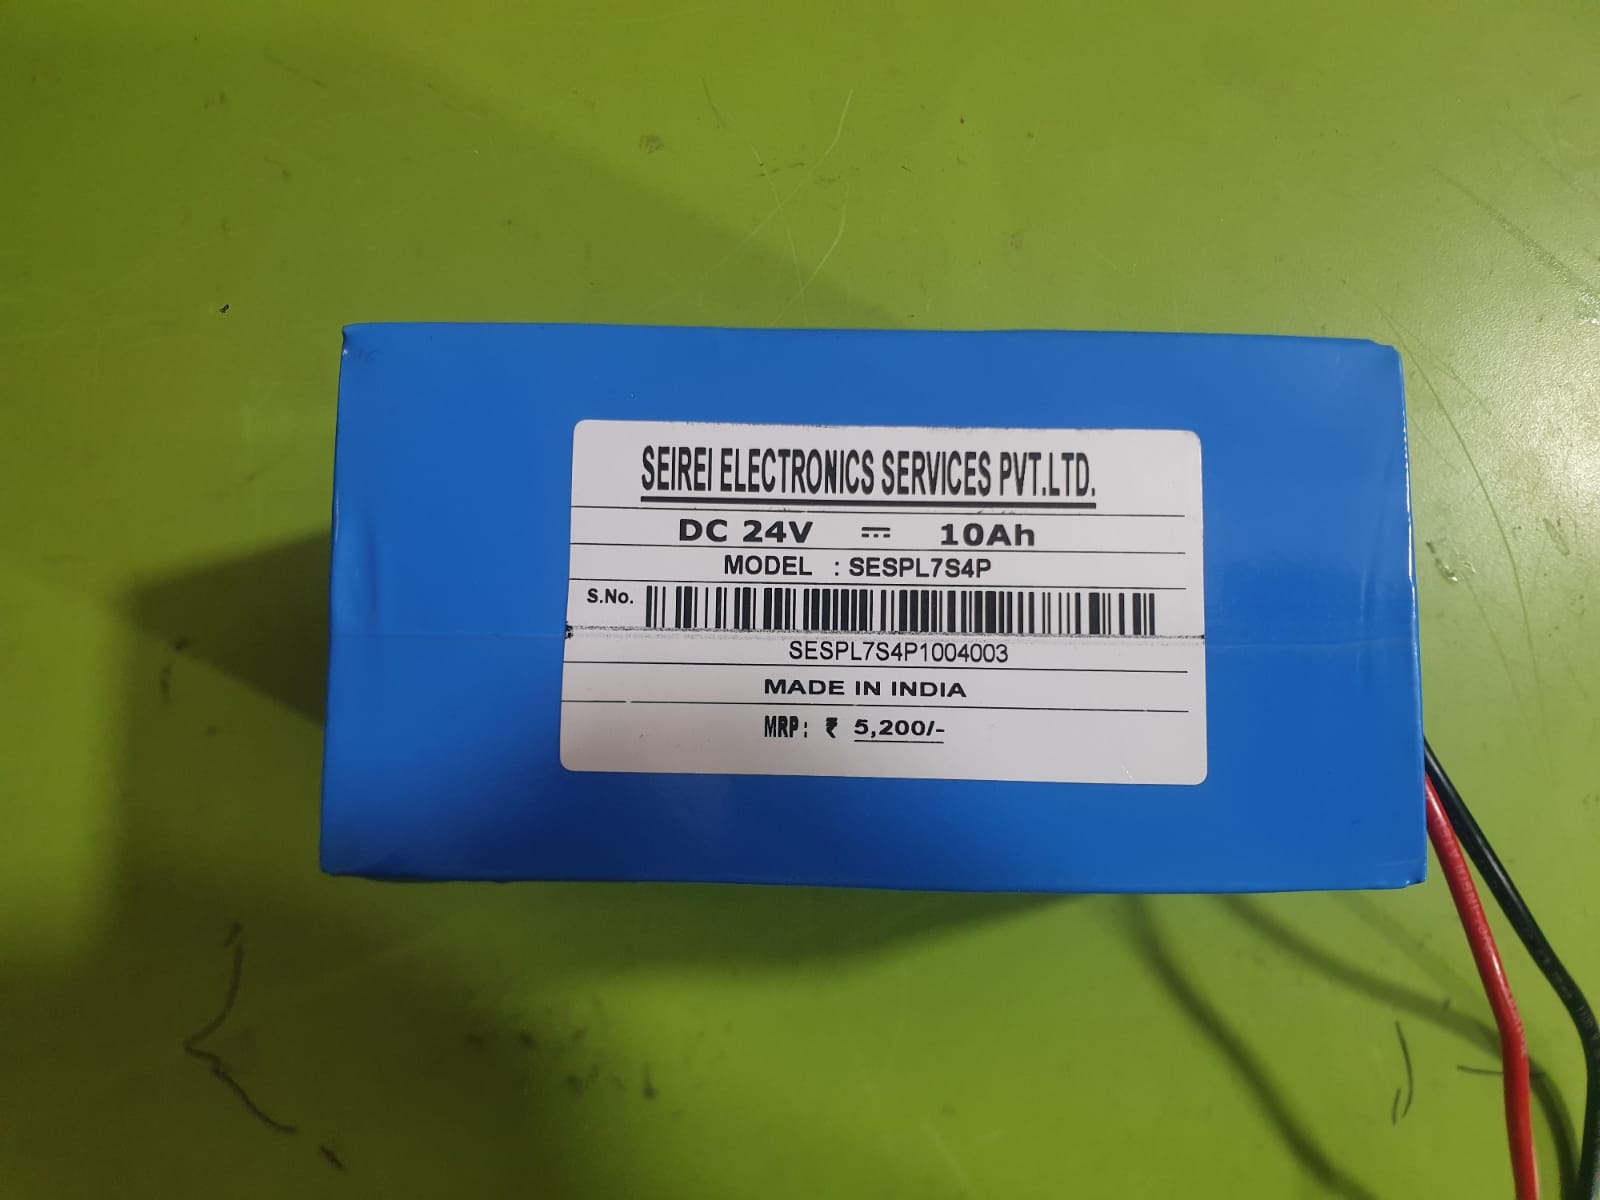 SEIREI ELECTRONICS SERVICES PVT.LTD.
DC 24V ⎓ 10Ah
MODEL : SESPL7S4P
S.No.
SESPL7S4P1004003
MADE IN INDIA
MRP: ₹ 5,200/-